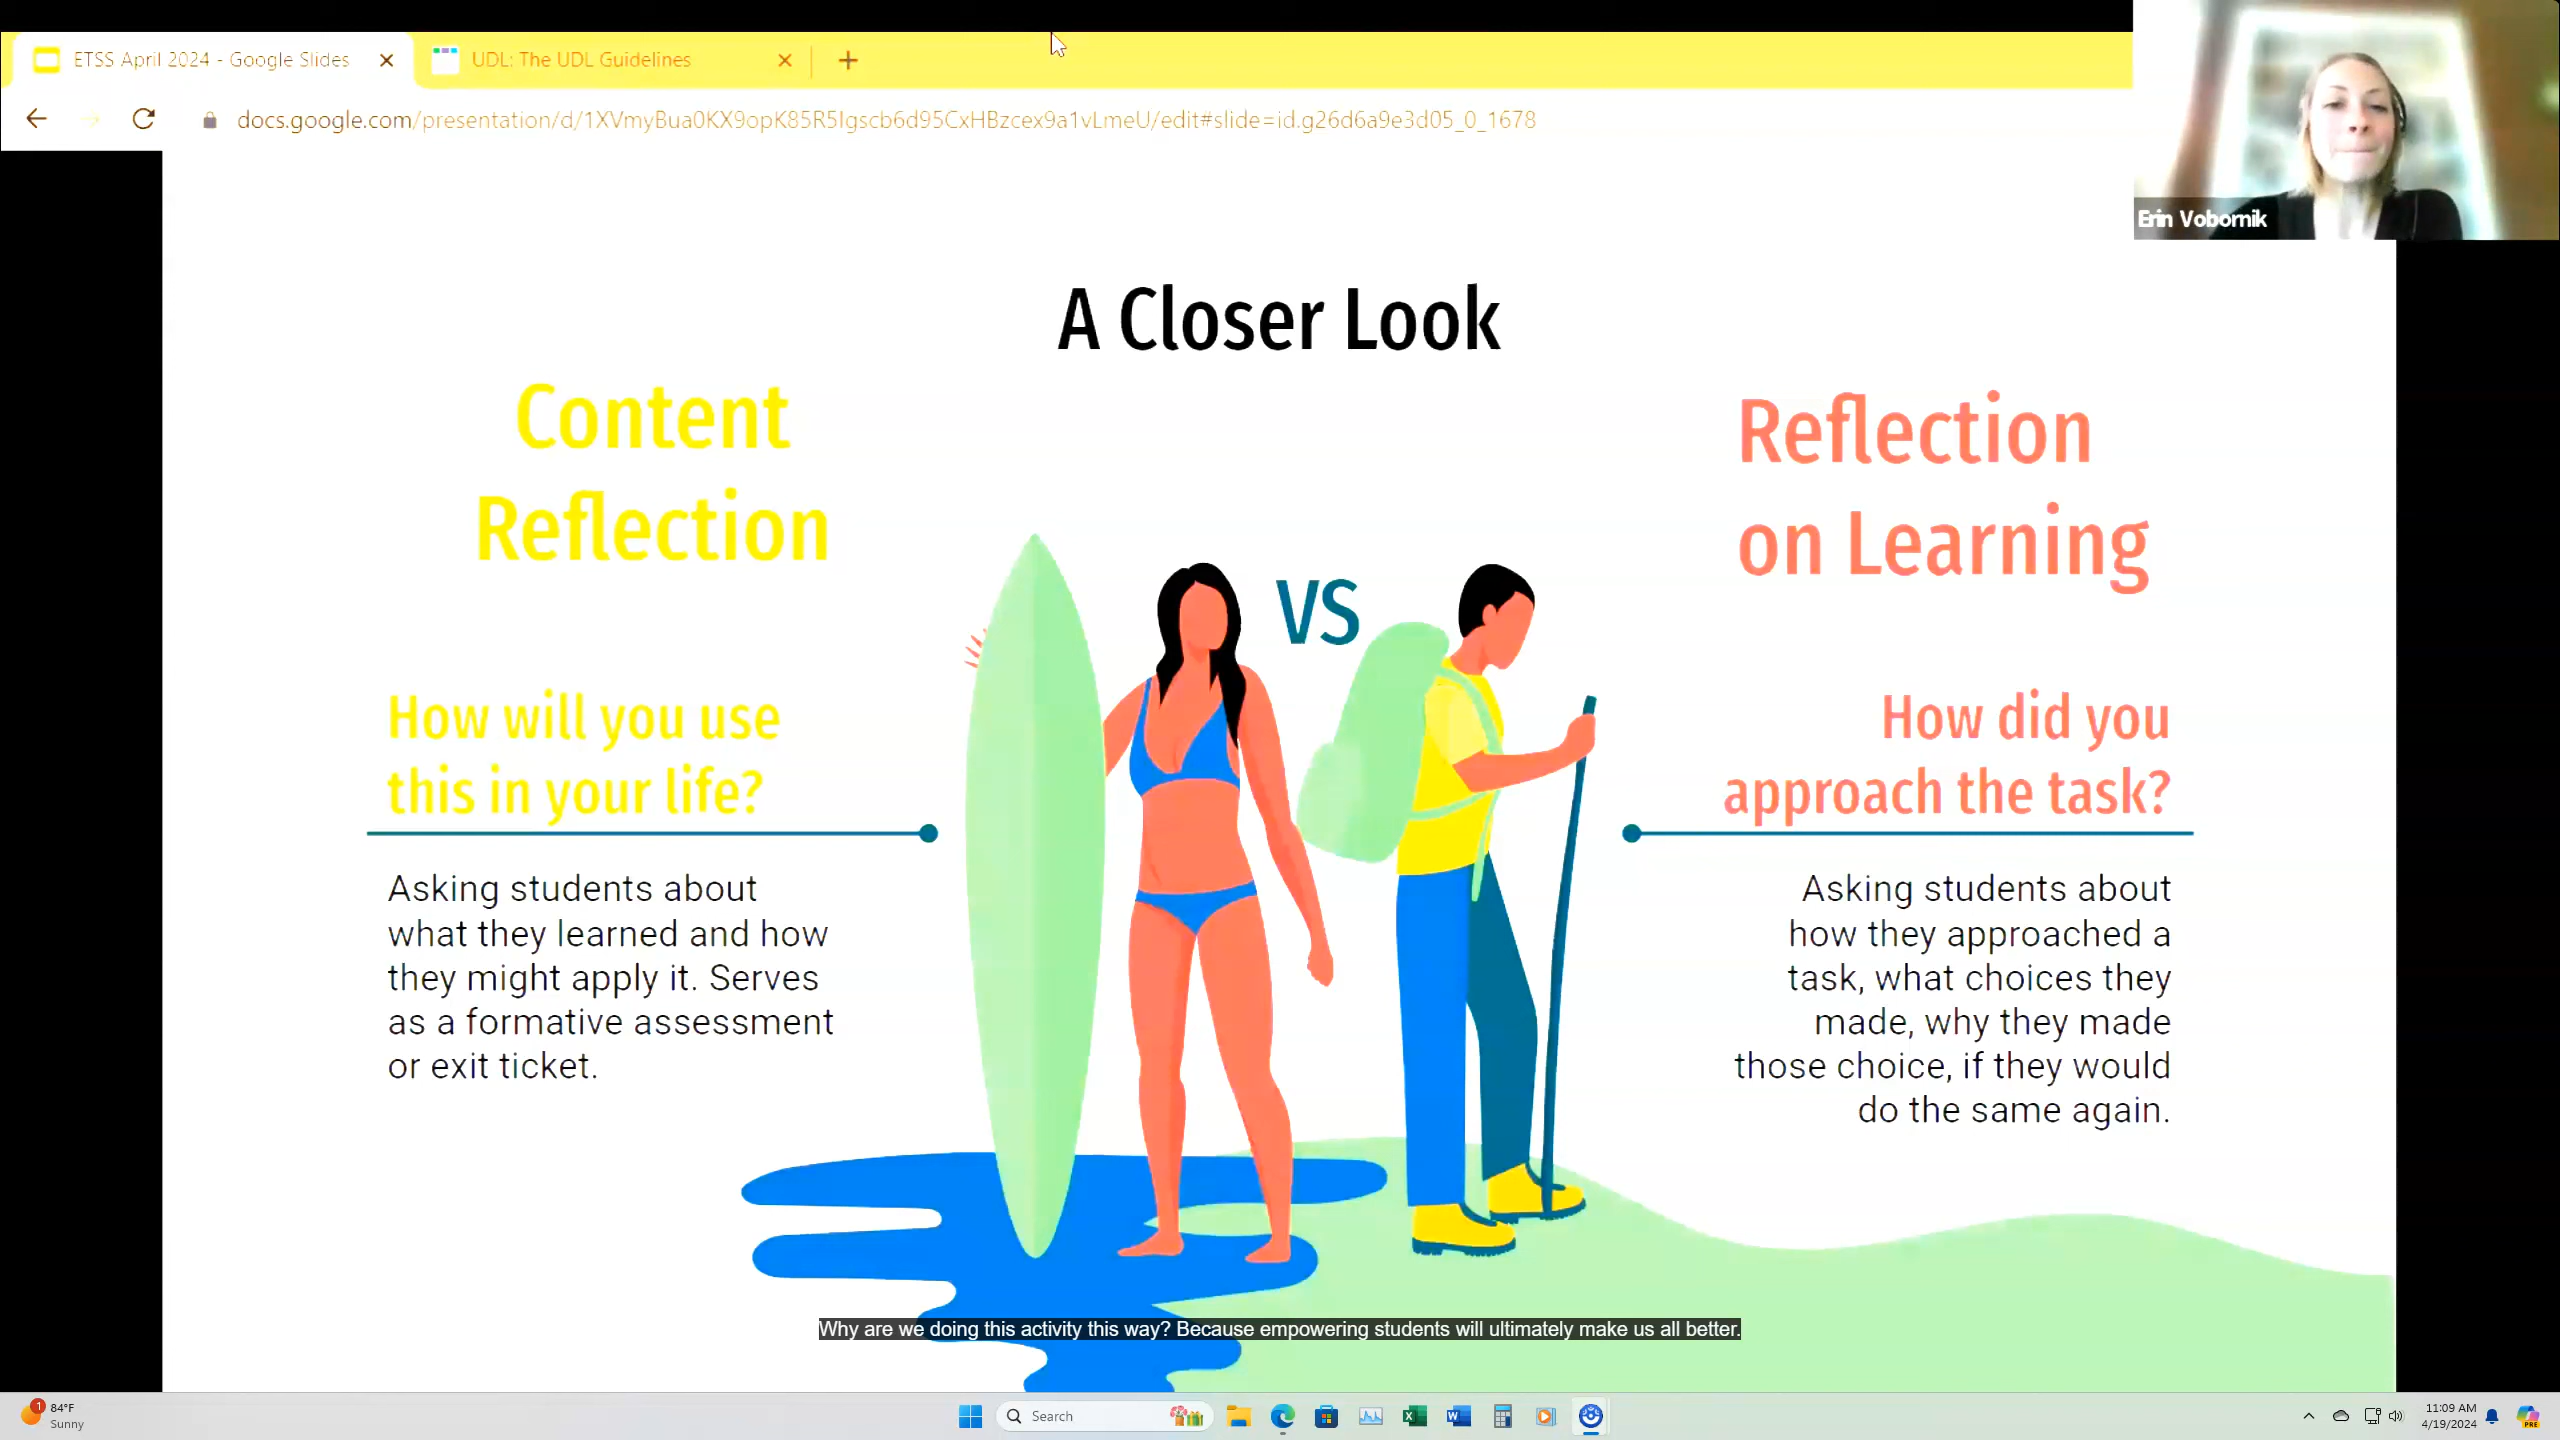 ETSS April 2024 - Google Slides
UDL: The UDL Guidelines
docs.google.com/presentation/d/1XVmyBua0KX9opK85R5Igscb6d95CxHBzcex9a1vLmeU/edit#slide=id.g26d6a9e3d05_0_1678
Erin Vobornik
A Closer Look
Content
Reflection
How will you use
this in your life?
Asking students about
what they learned and how
they might apply it. Serves
as a formative assessment
or exit ticket.
VS
Reflection
on Learning
How did you
approach the task?
Asking students about
how they approached a
task, what choices they
made, why they made
those choice, if they would
do the same again.
Why are we doing this activity this way? Because empowering students will ultimately make us all better.
1
84°F
Sunny
Search
11:09 AM
4/19/2024
PRE